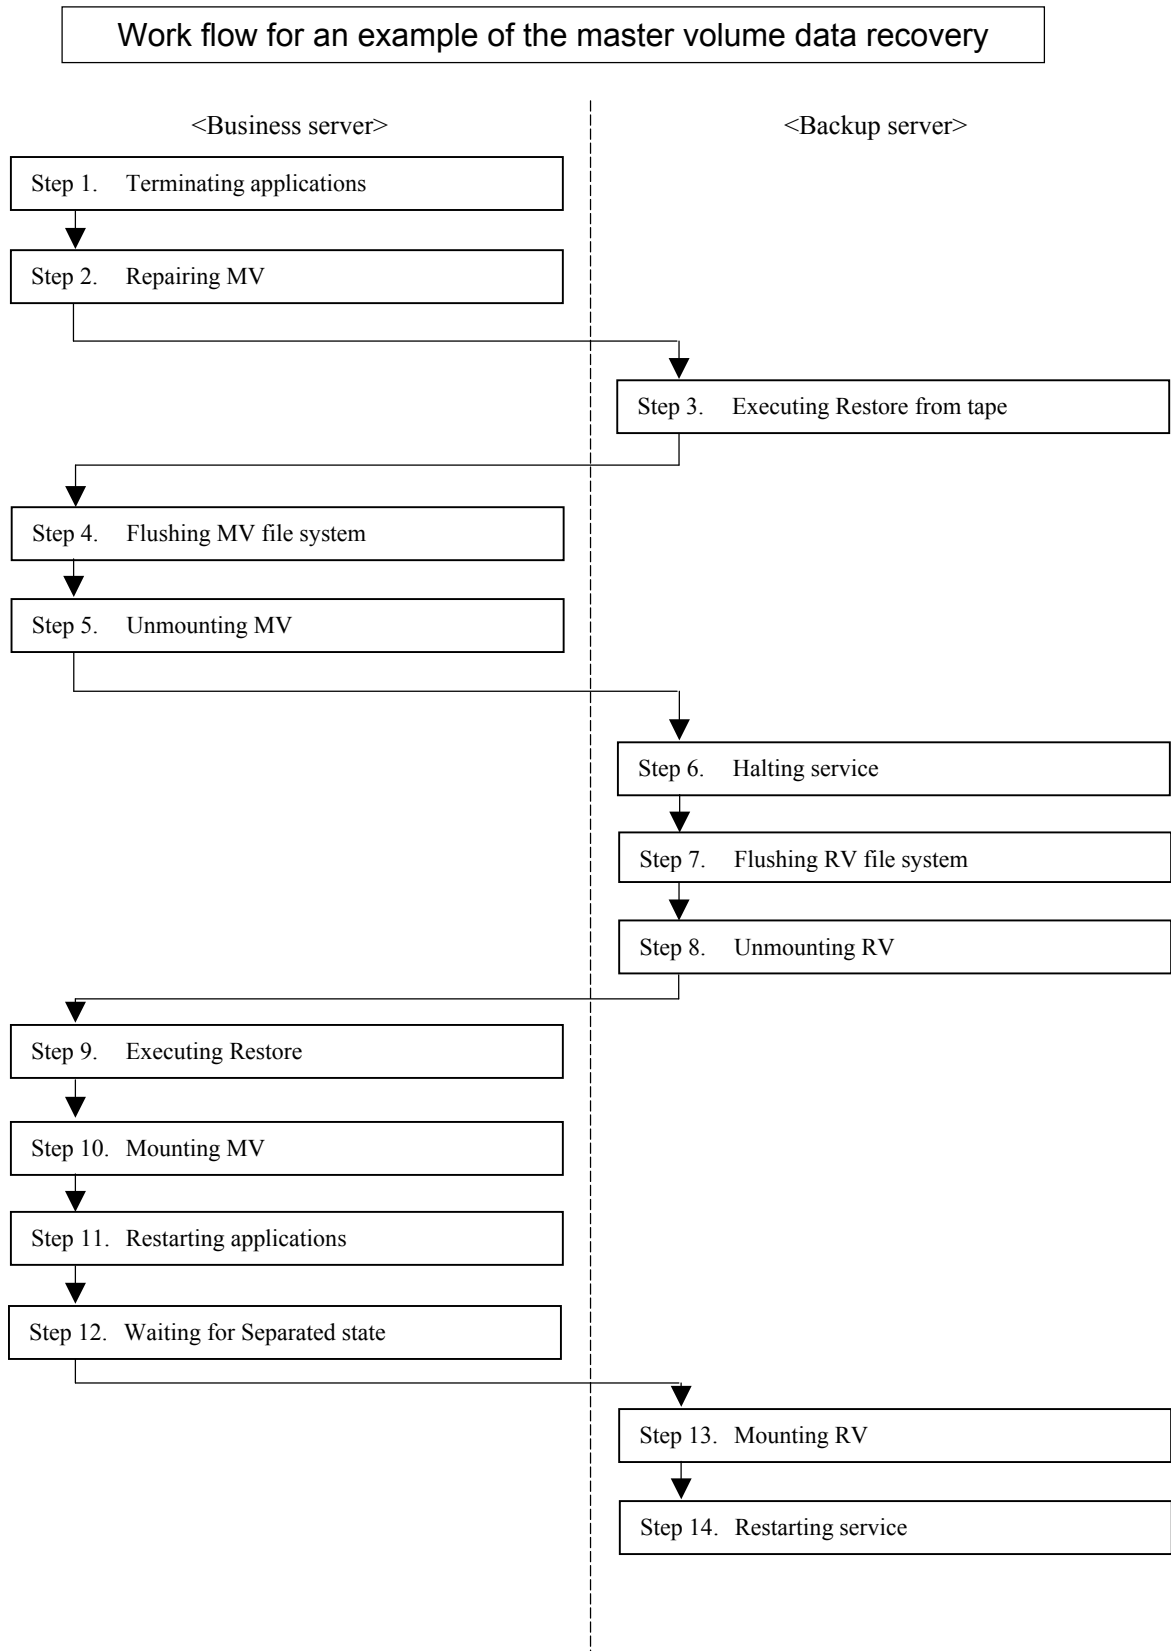 Work flow for an example of the master volume data recovery
<Business server> <Backup server>
Step 1. Terminating applications
Step 2. Repairing MV
Step 3. Executing Restore from tape
Step 4. Flushing MV file system
Step 5. Unmounting MV
Step 6. Halting service
Step 7. Flushing RV file system
Step 8. Unmounting RV
Step 9. Executing Restore
Step 10. Mounting MV
Step 11. Restarting applications
Step 12. Waiting for Separated state
Step 13. Mounting RV
Step 14. Restarting service